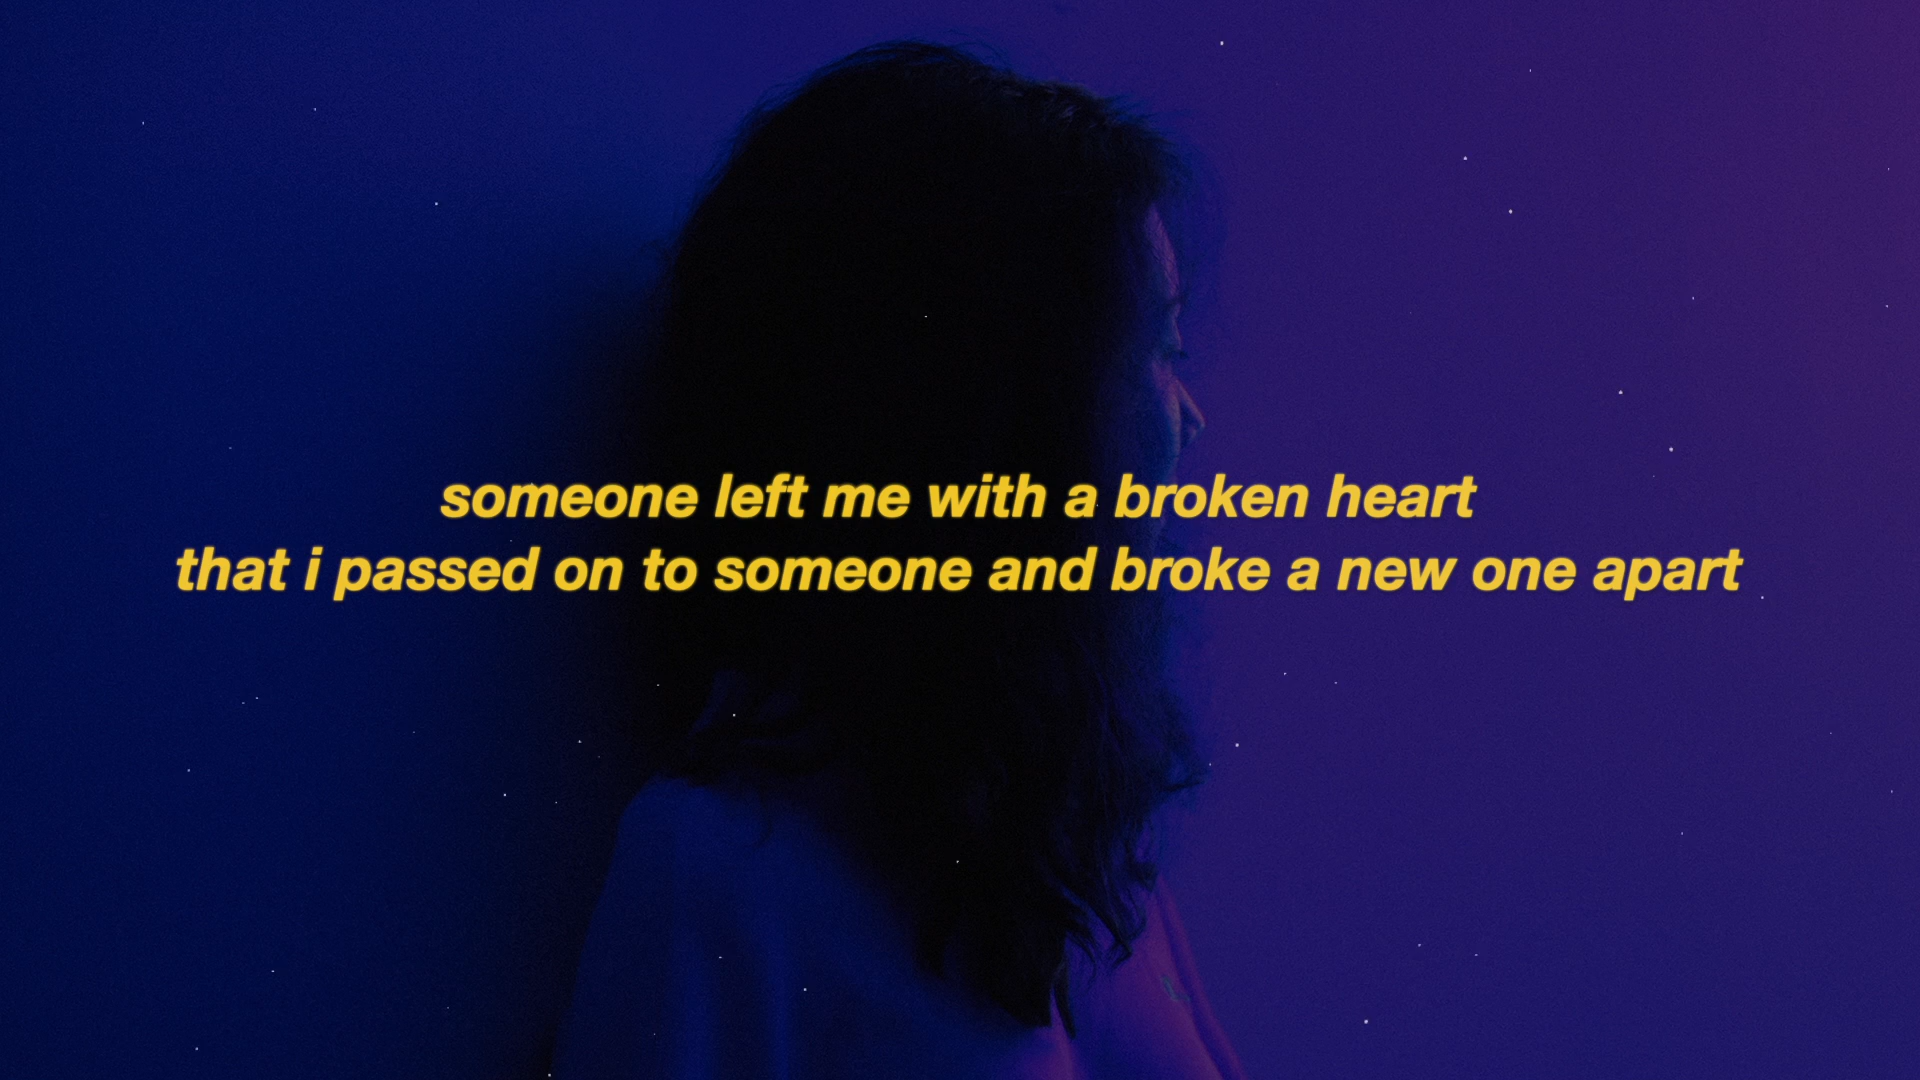 someone left me with a broken heart
that i passed on to someone and broke a new one apart